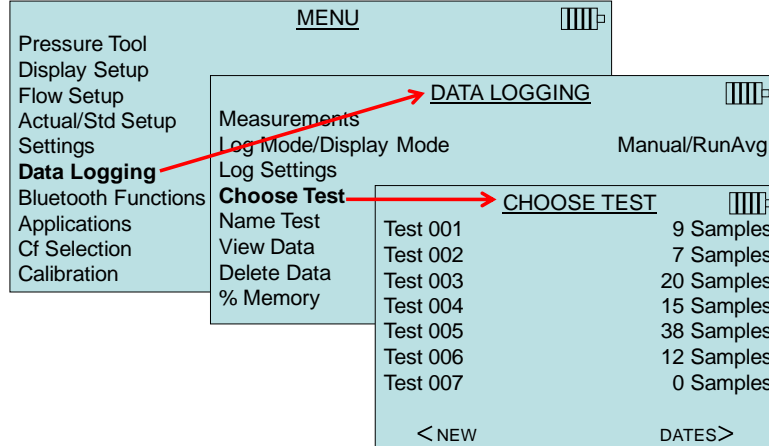 MENU
Pressure Tool
Display Setup
Flow Setup
Actual/Std Setup
Settings
Data Logging
Bluetooth Functions
Applications
Cf Selection
Calibration
DATA LOGGING
Measurements
Log Mode/Display Mode Manual/RunAvg
Log Settings
Choose Test
Name Test
View Data
Delete Data
% Memory
CHOOSE TEST
Test 001 9 Samples
Test 002 7 Samples
Test 003 20 Samples
Test 004 15 Samples
Test 005 38 Samples
Test 006 12 Samples
Test 007 0 Samples
<NEW DATES>